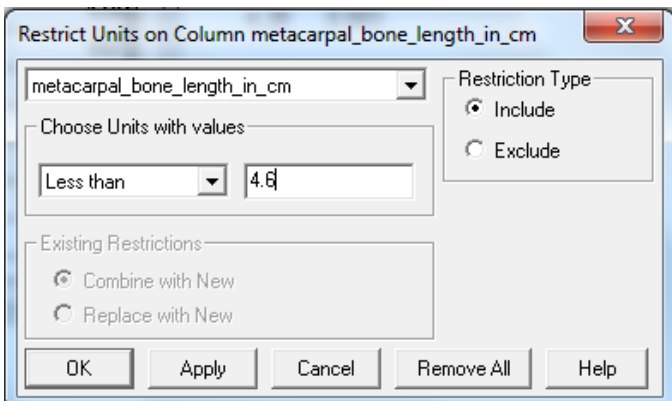 Restrict Units on Column metacarpal_bone_length_in_cm
metacarpal_bone_length_in_cm
Restriction Type
Include
Exclude
Choose Units with values
Less than 4.6
Existing Restrictions
Combine with New
Replace with New
OK Apply Cancel Remove All Help